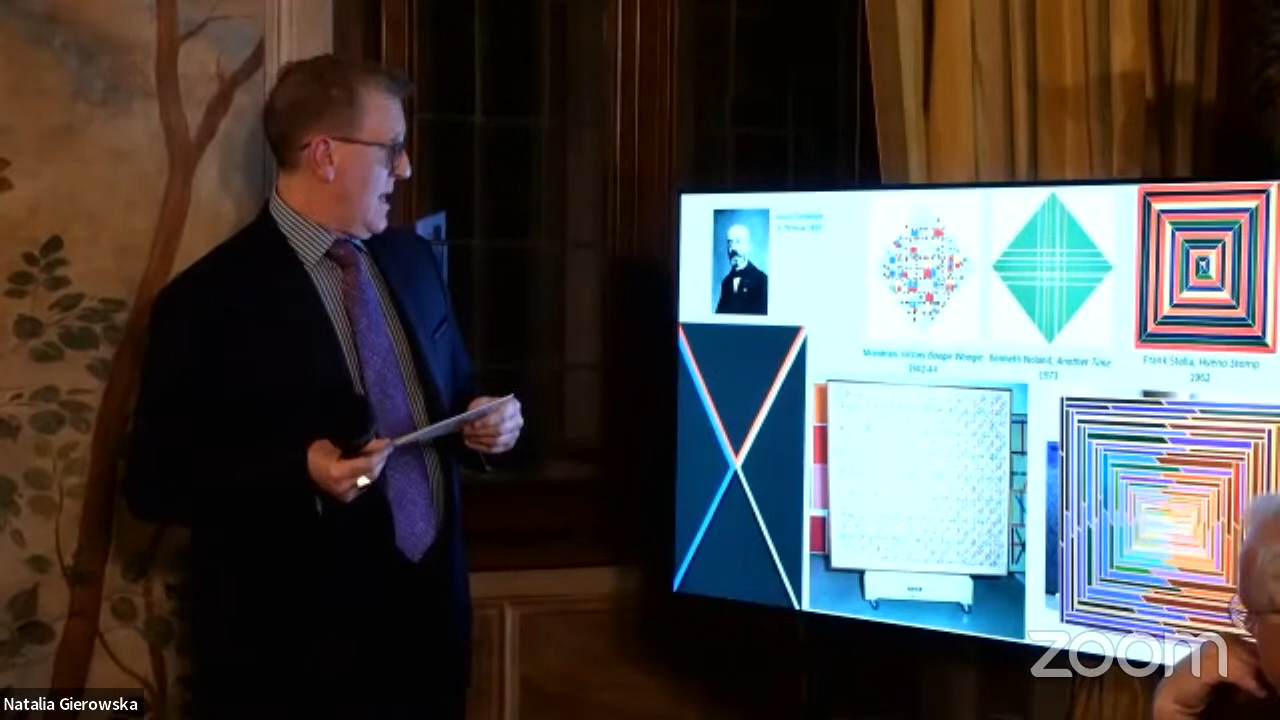 Mondrian, Victory Boogie Woogie
1942-44
Kenneth Noland, Another Time
1973
Frank Stella, Hyena Stomp
1962
zoom
Natalia Gierowska